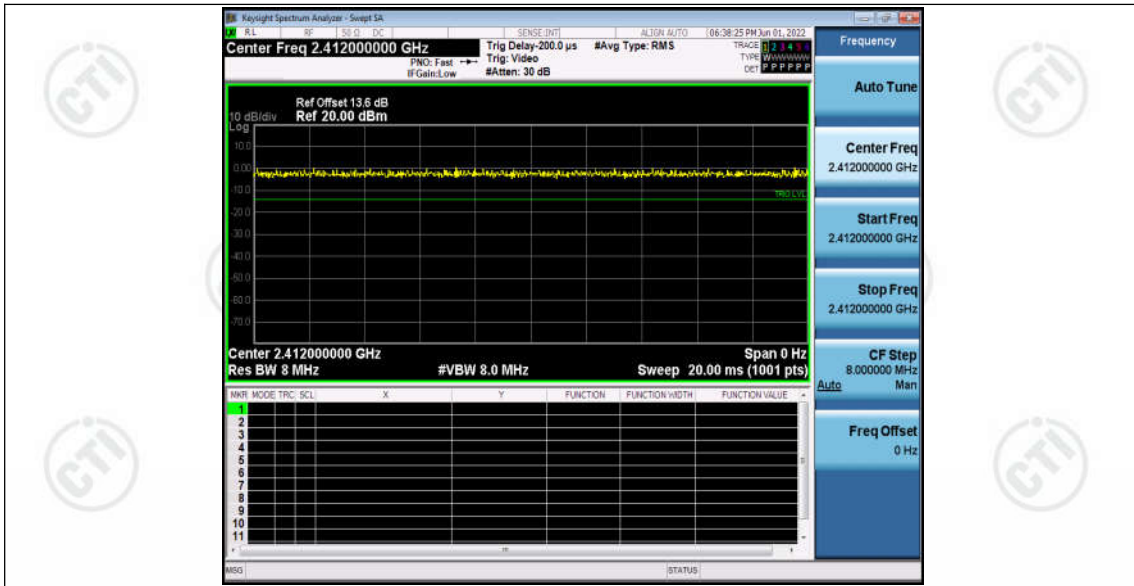 Keysight Spectrum Analyzer - Swept SA
RL RF 50 Ω DC SENSE:INT ALIGN AUTO 06:38:25 PM Jun 01, 2022
Center Freq 2.412000000 GHz Trig Delay-200.0 µs #Avg Type: RMS TRACE 1 2 3 4 5 6
PNO: Fast Trig: Video TYPE WWWWWW
IFGain:Low #Atten: 30 dB DET P P P P P P
Ref Offset 13.6 dB
10 dB/div Ref 20.00 dBm
Log
10.0
0.00
-10.0
TRIG LVL
-20.0
-30.0
-40.0
-50.0
-60.0
-70.0
Center 2.412000000 GHz Span 0 Hz
Res BW 8 MHz #VBW 8.0 MHz Sweep 20.00 ms (1001 pts)
MKR MODE TRC SCL X Y FUNCTION FUNCTION WIDTH FUNCTION VALUE
1
2
3
4
5
6
7
8
9
10
11
MSG STATUS
Frequency
Auto Tune
Center Freq
2.412000000 GHz
Start Freq
2.412000000 GHz
Stop Freq
2.412000000 GHz
CF Step
8.000000 MHz
Auto Man
Freq Offset
0 Hz
CTI
CTI
CTI
CTI